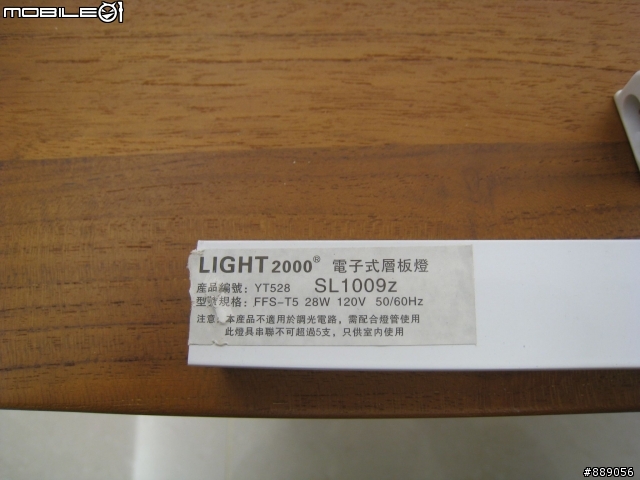 MOBILE01
LIGHT 2000® 電子式層板燈
產品編號: YT528 SL1009z
型號規格: FFS-T5 28W 120V 50/60Hz
注意: 本產品不適用於調光電路，需配合燈管使用
此燈具串聯不可超過5支，只供室內使用
#889056